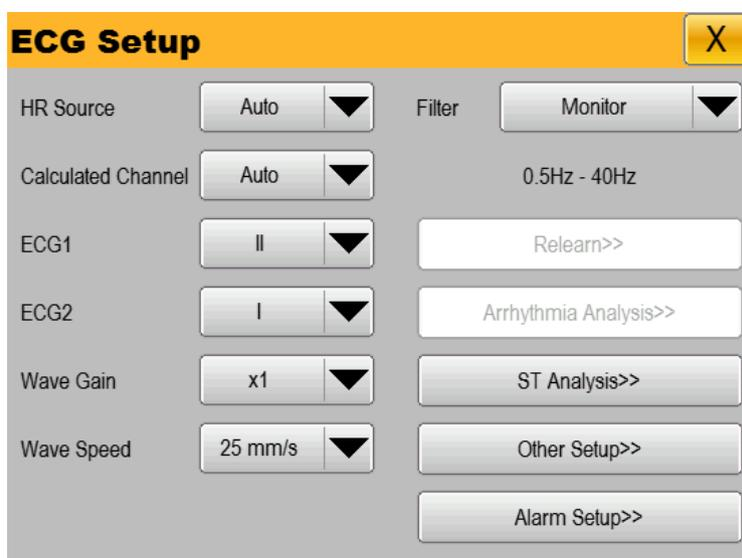 ECG Setup X
HR Source Auto Filter Monitor
Calculated Channel Auto 0.5Hz - 40Hz
ECG1 II Relearn>>
ECG2 I Arrhythmia Analysis>>
Wave Gain x1 ST Analysis>>
Wave Speed 25 mm/s Other Setup>>
Alarm Setup>>